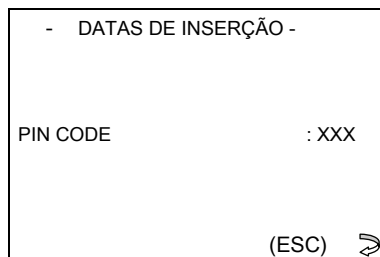 - DATAS DE INSERÇÃO -
PIN CODE : XXX
(ESC)